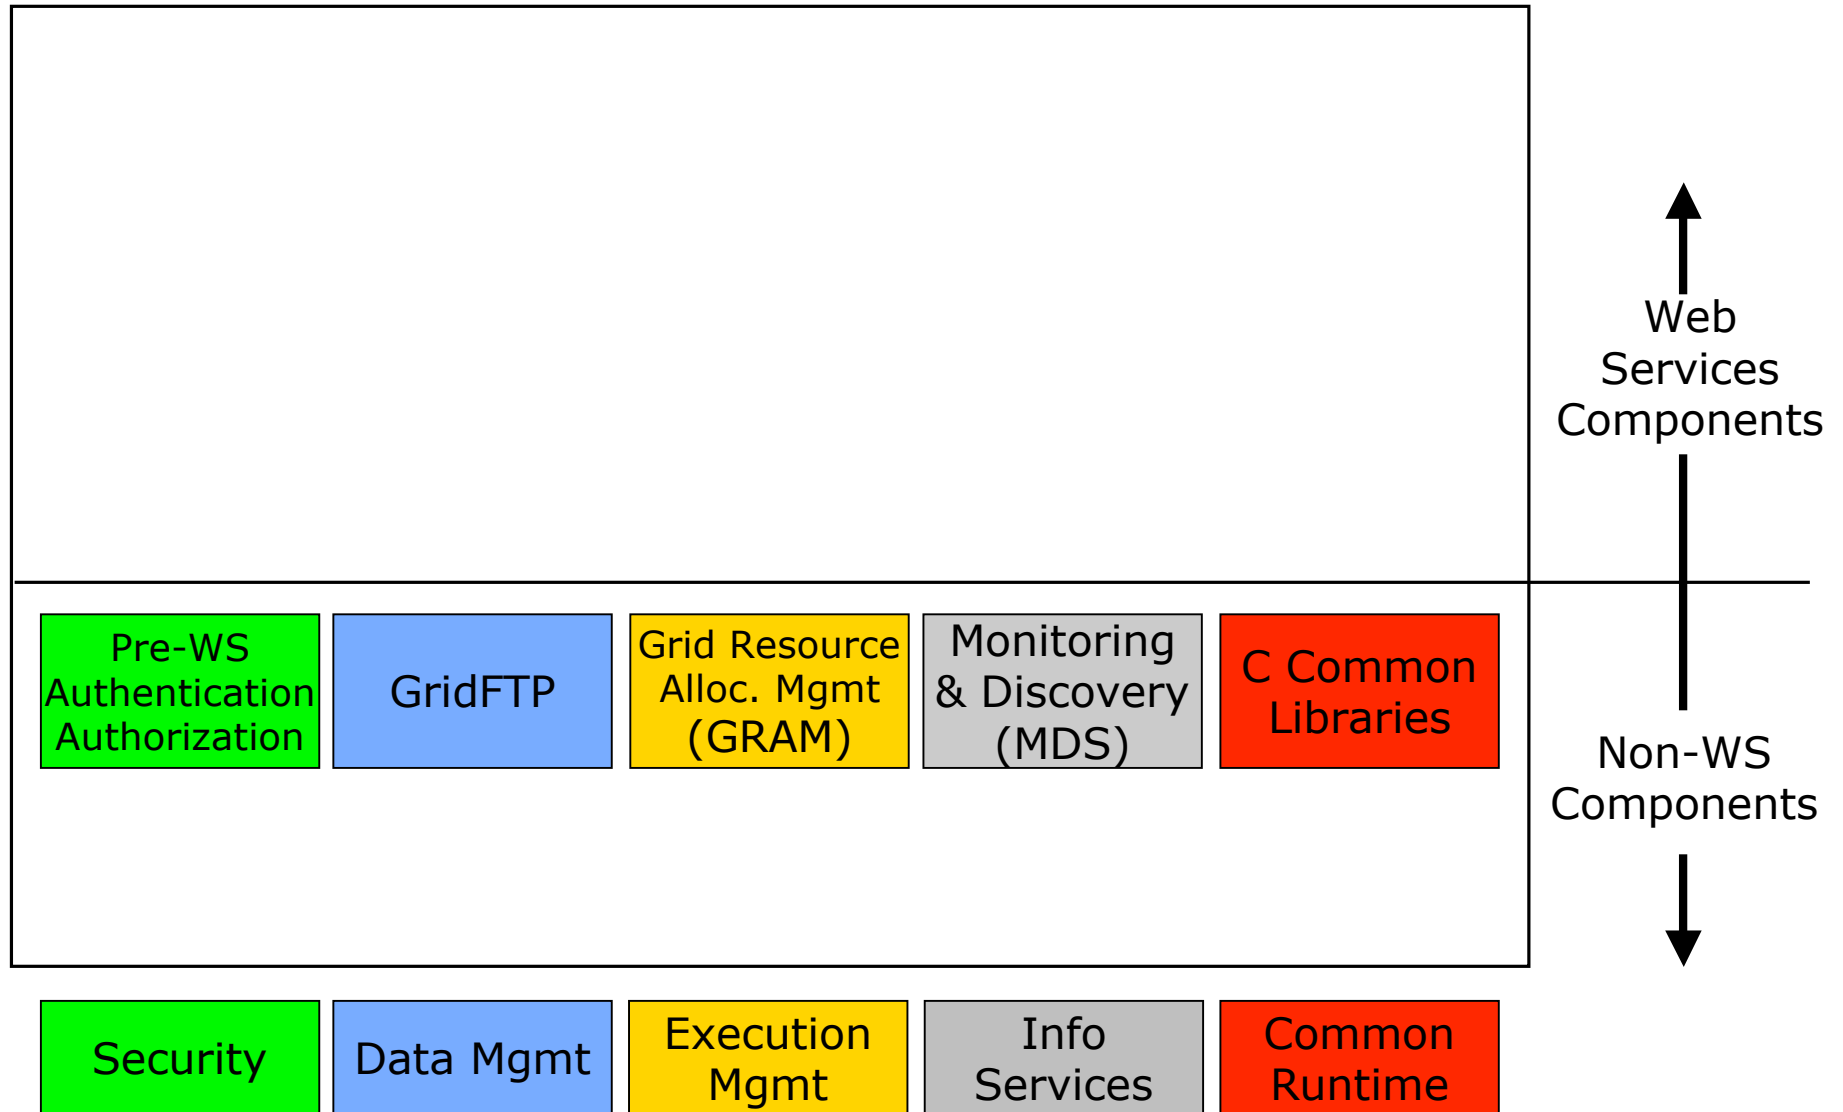 Web
Services
Components
Pre-WS
Authentication
Authorization
GridFTP
Grid Resource
Alloc. Mgmt
(GRAM)
Monitoring
& Discovery
(MDS)
C Common
Libraries
Non-WS
Components
Security
Data Mgmt
Execution
Mgmt
Info
Services
Common
Runtime